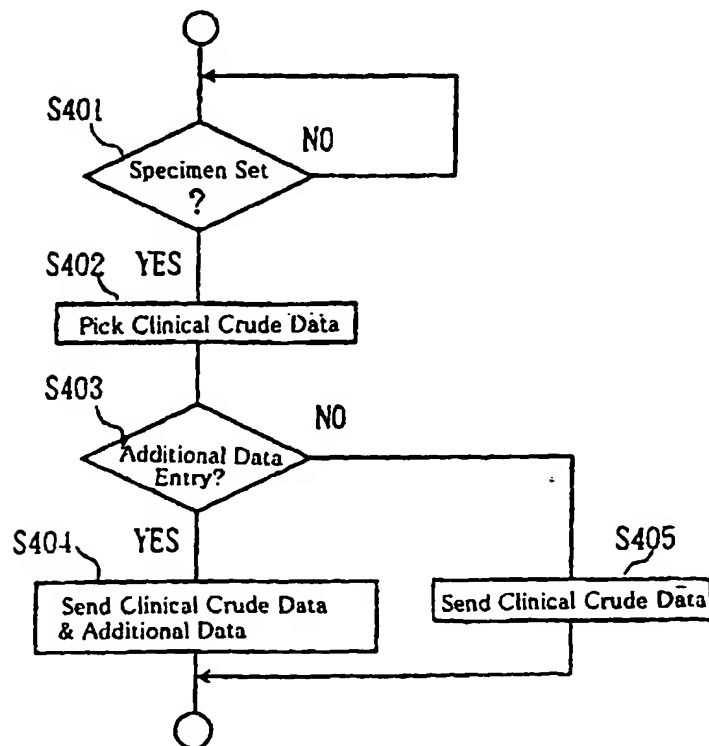 S401
NO
Specimen Set
?
S402
YES
Pick Clinical Crude Data
S403
NO
Additional Data
Entry?
S404
YES
S405
Send Clinical Crude Data
& Additional Data
Send Clinical Crude Data